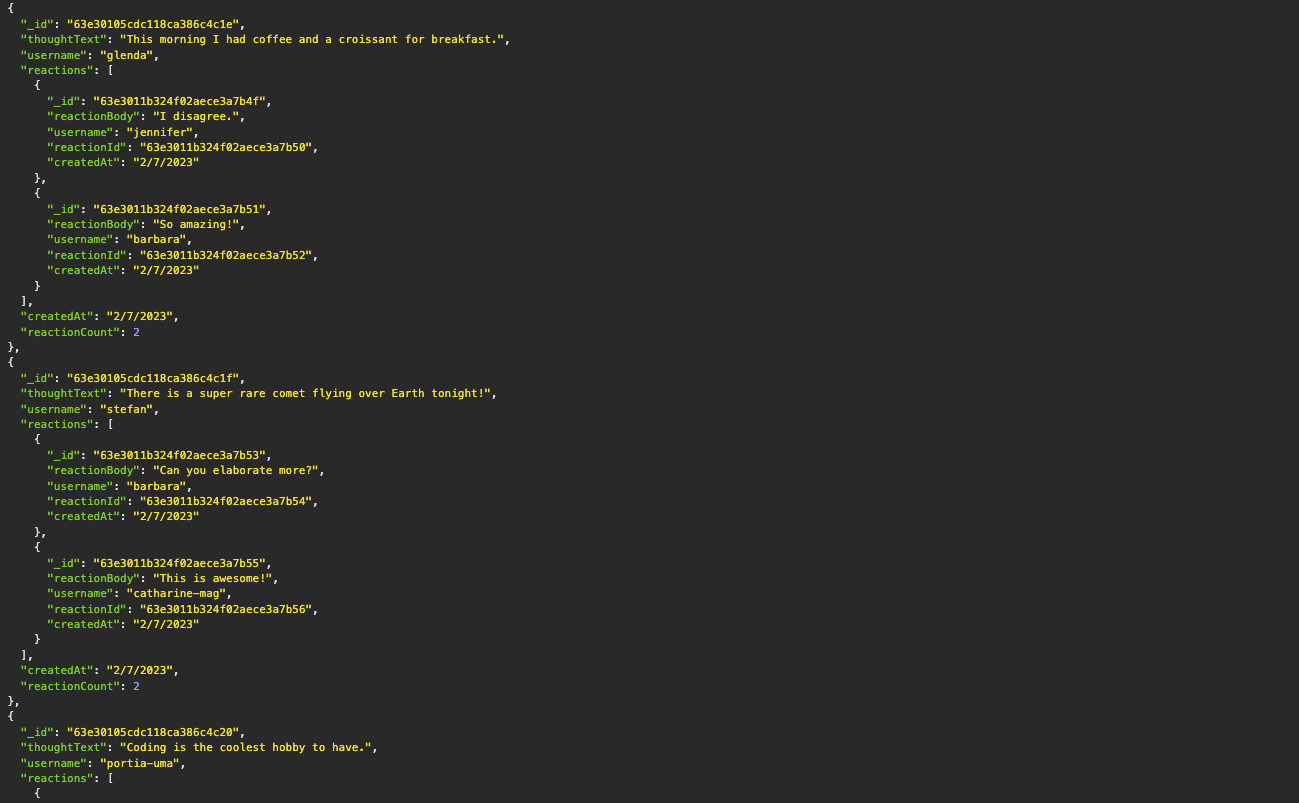 {
  "_id": "63e30105cdc118ca386c4c1e",
  "thoughtText": "This morning I had coffee and a croissant for breakfast.",
  "username": "glenda",
  "reactions": [
    {
      "_id": "63e3011b324f02aece3a7b4f",
      "reactionBody": "I disagree.",
      "username": "jennifer",
      "reactionId": "63e3011b324f02aece3a7b50",
      "createdAt": "2/7/2023"
    },
    {
      "_id": "63e3011b324f02aece3a7b51",
      "reactionBody": "So amazing!",
      "username": "barbara",
      "reactionId": "63e3011b324f02aece3a7b52",
      "createdAt": "2/7/2023"
    }
  ],
  "createdAt": "2/7/2023",
  "reactionCount": 2
},
{
  "_id": "63e30105cdc118ca386c4c1f",
  "thoughtText": "There is a super rare comet flying over Earth tonight!",
  "username": "stefan",
  "reactions": [
    {
      "_id": "63e3011b324f02aece3a7b53",
      "reactionBody": "Can you elaborate more?",
      "username": "barbara",
      "reactionId": "63e3011b324f02aece3a7b54",
      "createdAt": "2/7/2023"
    },
    {
      "_id": "63e3011b324f02aece3a7b55",
      "reactionBody": "This is awesome!",
      "username": "catharine-mag",
      "reactionId": "63e3011b324f02aece3a7b56",
      "createdAt": "2/7/2023"
    }
  ],
  "createdAt": "2/7/2023",
  "reactionCount": 2
},
{
  "_id": "63e30105cdc118ca386c4c20",
  "thoughtText": "Coding is the coolest hobby to have.",
  "username": "portia-uma",
  "reactions": [
    {